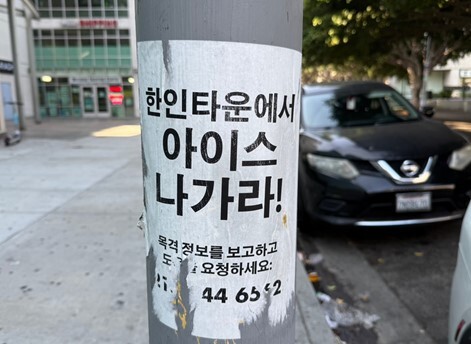 한인타운에서
아이스
나가라!
목격 정보를 보고하고
요청하세요:
44